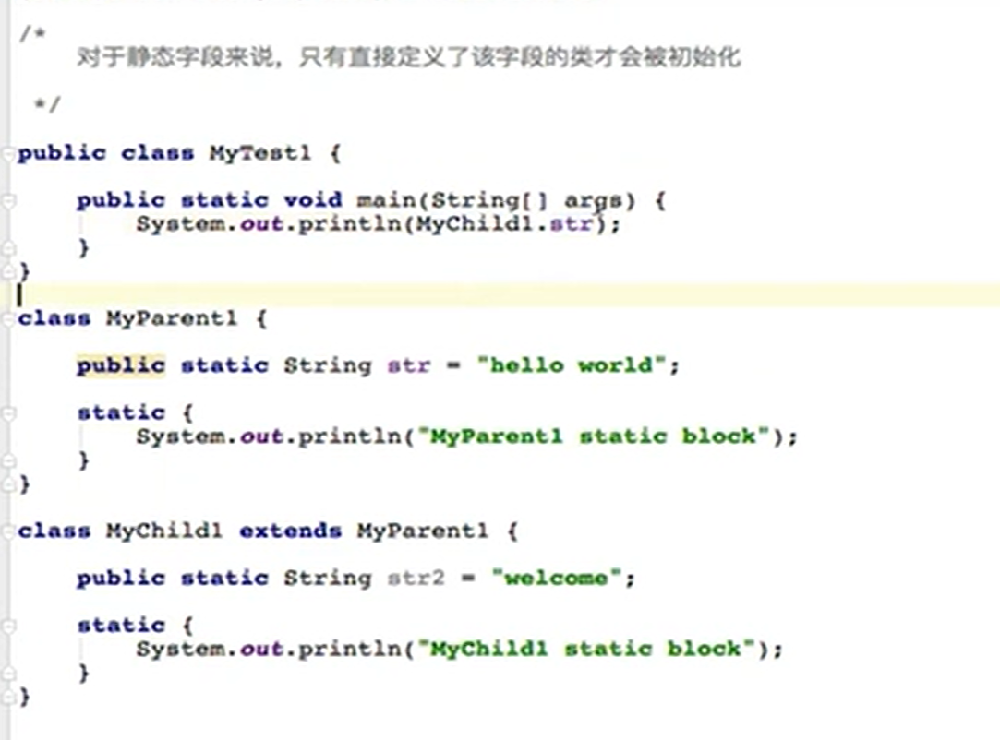 /*
    对于静态字段来说，只有直接定义了该字段的类才会被初始化
 */
public class MyTest1 {
    public static void main(String[] args) {
        System.out.println(MyChild1.str);
    }
}
class MyParent1 {
    public static String str = "hello world";
    static {
        System.out.println("MyParent1 static block");
    }
}
class MyChild1 extends MyParent1 {
    public static String str2 = "welcome";
    static {
        System.out.println("MyChild1 static block");
    }
}